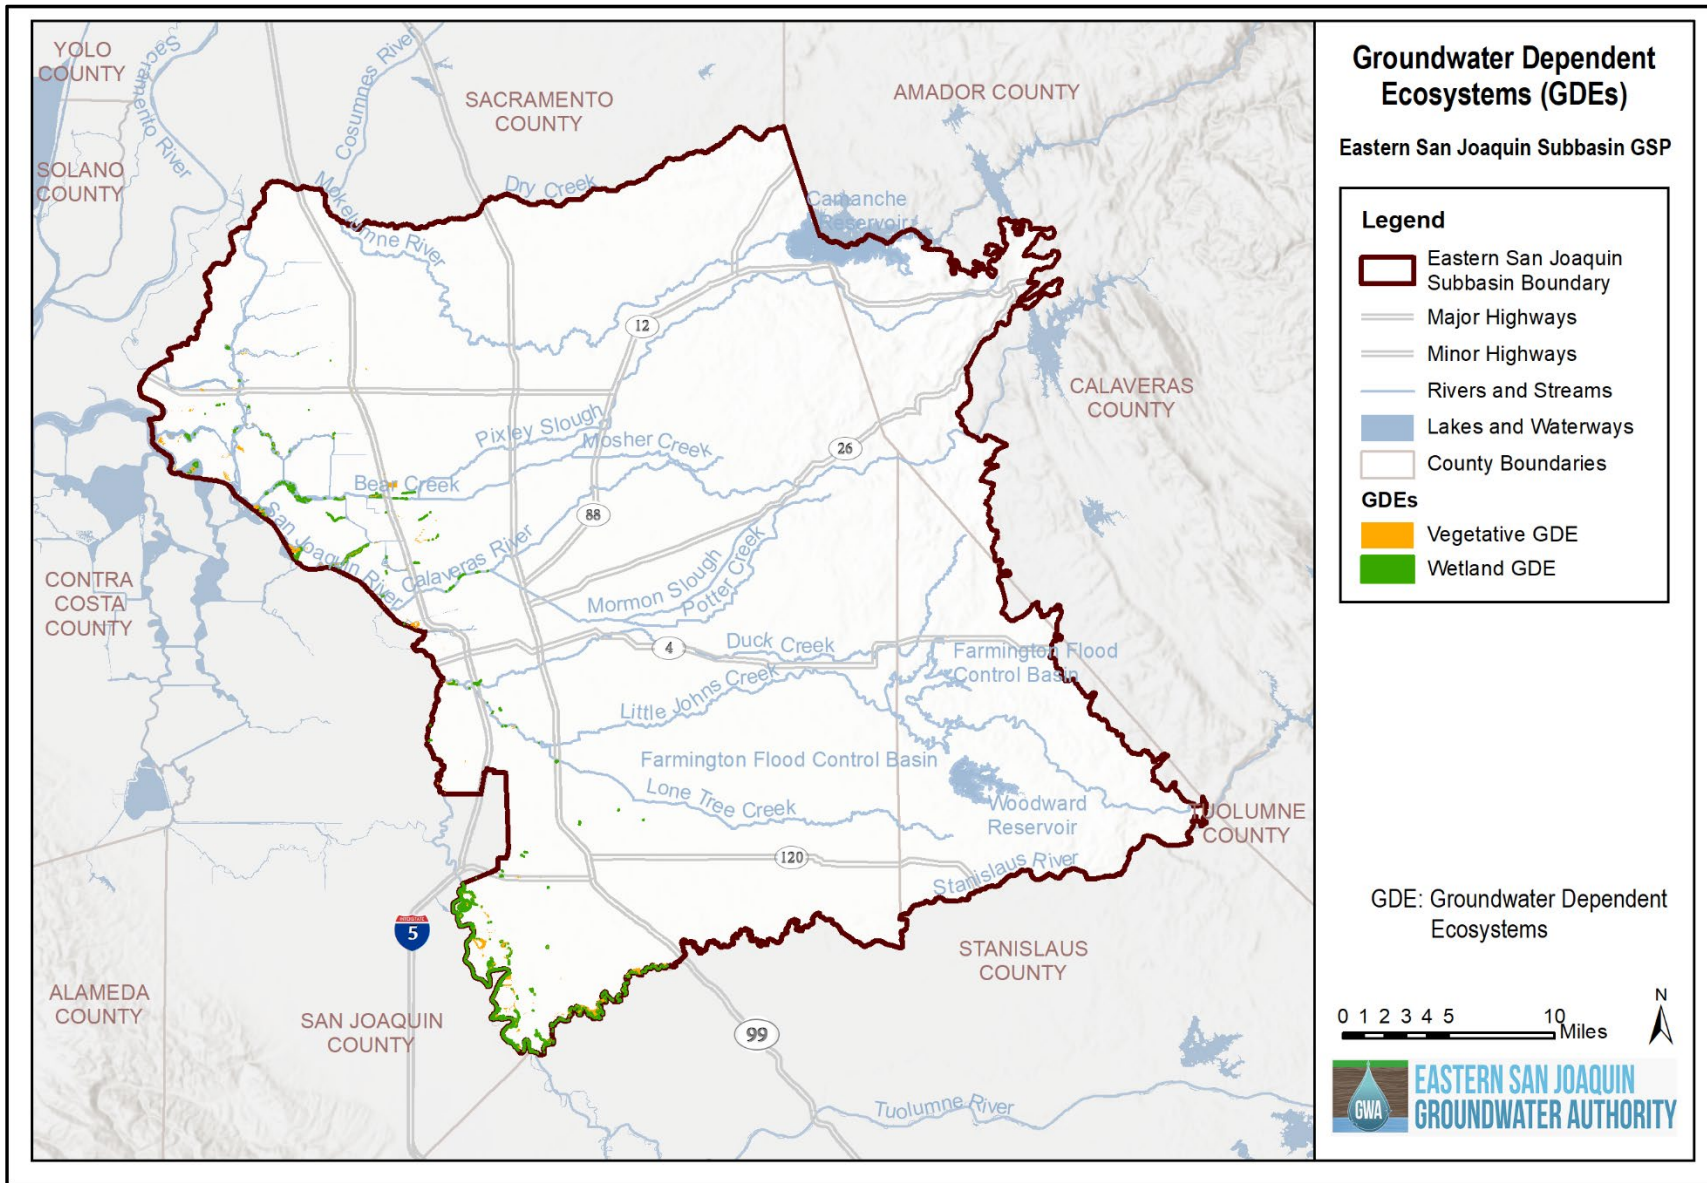 Groundwater Dependent
Ecosystems (GDEs)
Eastern San Joaquin Subbasin GSP
Legend
Eastern San Joaquin
Subbasin Boundary
Major Highways
Minor Highways
Rivers and Streams
Lakes and Waterways
County Boundaries
GDEs
Vegetative GDE
Wetland GDE
GDE: Groundwater Dependent
Ecosystems
N
0 1 2 3 4 5 10
Miles
GWA
EASTERN SAN JOAQUIN
GROUNDWATER AUTHORITY
YOLO
COUNTY
Sacramento River
Cosumnes River
SACRAMENTO
COUNTY
AMADOR COUNTY
SOLANO
COUNTY
Mokelumne River
Dry Creek
Camanche
Reservoir
12
CALAVERAS
COUNTY
Pixley Slough
Mosher Creek
26
Bear Creek
88
San Joaquin River
Calaveras River
CONTRA
COSTA
COUNTY
Mormon Slough
Potter Creek
4
Duck Creek
Farmington Flood
Control Basin
Little Johns Creek
Farmington Flood Control Basin
Lone Tree Creek
Woodward
Reservoir
TUOLUMNE
COUNTY
120
Stanislaus River
INTERSTATE
5
STANISLAUS
COUNTY
ALAMEDA
COUNTY
SAN JOAQUIN
COUNTY
99
Tuolumne River